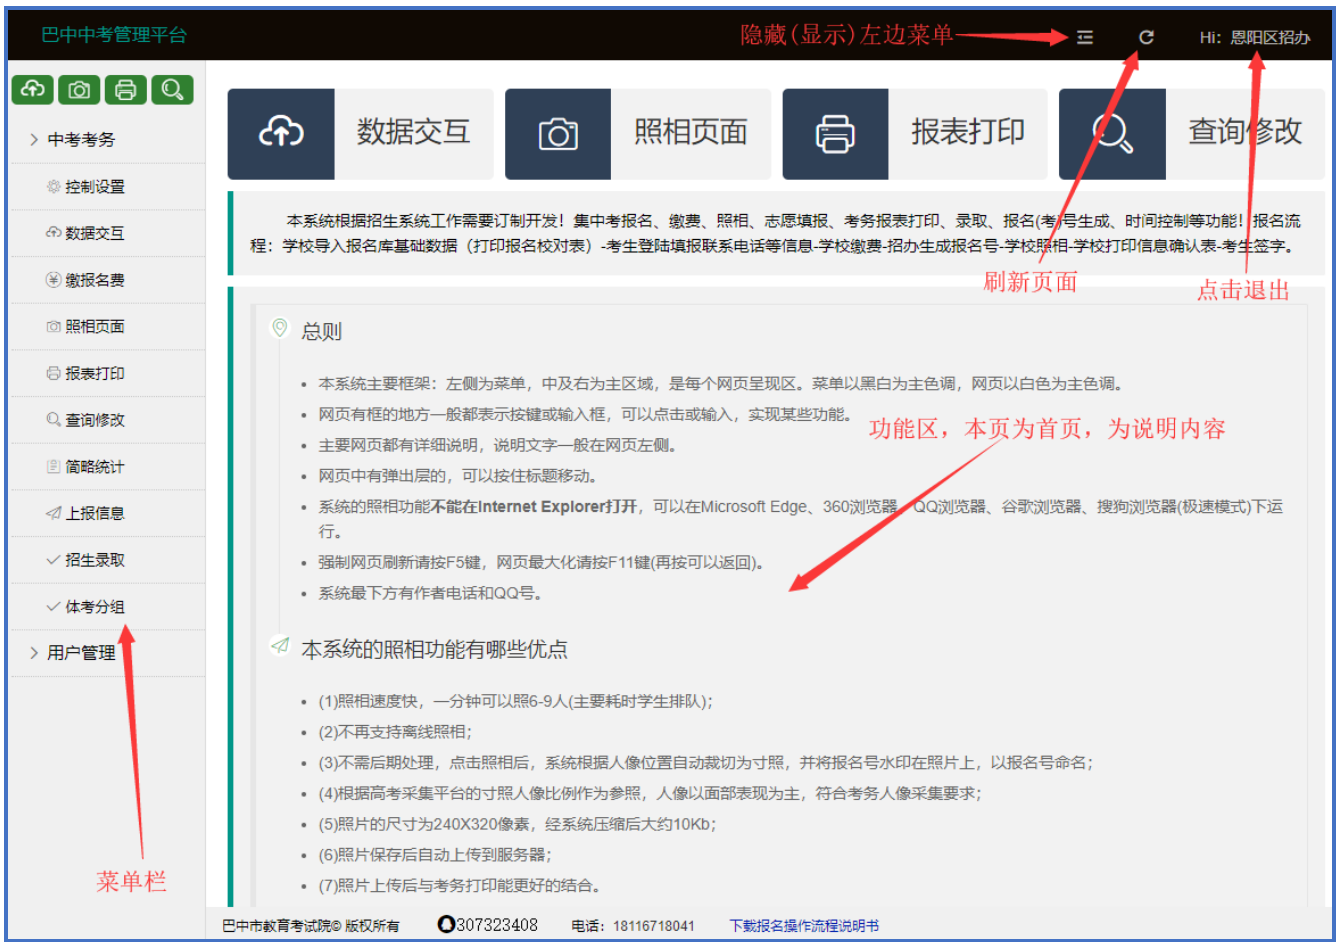 巴中中考管理平台
隐藏(显示)左边菜单
Hi: 恩阳区招办
数据交互
照相页面
报表打印
查询修改
中考考务
控制设置
数据交互
缴报名费
照相页面
报表打印
查询修改
简略统计
上报信息
招生录取
体考分组
用户管理
菜单栏
本系统根据招生系统工作需要订制开发！集中考报名、缴费、照相、志愿填报、考务报表打印、录取、报名(考)号生成、时间控制等功能！报名流
程：学校导入报名库基础数据（打印报名校对表）-考生登陆填报联系电话等信息-学校缴费-招办生成报名号-学校照相-学校打印信息确认表-考生签字。
刷新页面
点击退出
总则
• 本系统主要框架：左侧为菜单，中及右为主区域，是每个网页呈现区。菜单以黑白为主色调，网页以白色为主色调。
• 网页有框的地方一般都表示按键或输入框，可以点击或输入，实现某些功能。
功能区，本页为首页，为说明内容
• 主要网页都有详细说明，说明文字一般在网页左侧。
• 网页中有弹出层的，可以按住标题移动。
• 系统的照相功能不能在Internet Explorer打开，可以在Microsoft Edge、360浏览器、QQ浏览器、谷歌浏览器、搜狗浏览器(极速模式)下运
行。
• 强制网页刷新请按F5键，网页最大化请按F11键(再按可以返回)。
• 系统最下方有作者电话和QQ号。
本系统的照相功能有哪些优点
• (1)照相速度快，一分钟可以照6-9人(主要耗时学生排队);
• (2)不再支持离线照相;
• (3)不需后期处理，点击照相后，系统根据人像位置自动裁切为寸照，并将报名号水印在照片上，以报名号命名;
• (4)根据高考采集平台的寸照人像比例作为参照，人像以面部表现为主，符合考务人像采集要求;
• (5)照片的尺寸为240X320像素，经系统压缩后大约10Kb;
• (6)照片保存后自动上传到服务器;
• (7)照片上传后与考务打印能更好的结合。
巴中市教育考试院© 版权所有 307323408 电话：18116718041 下载报名操作流程说明书